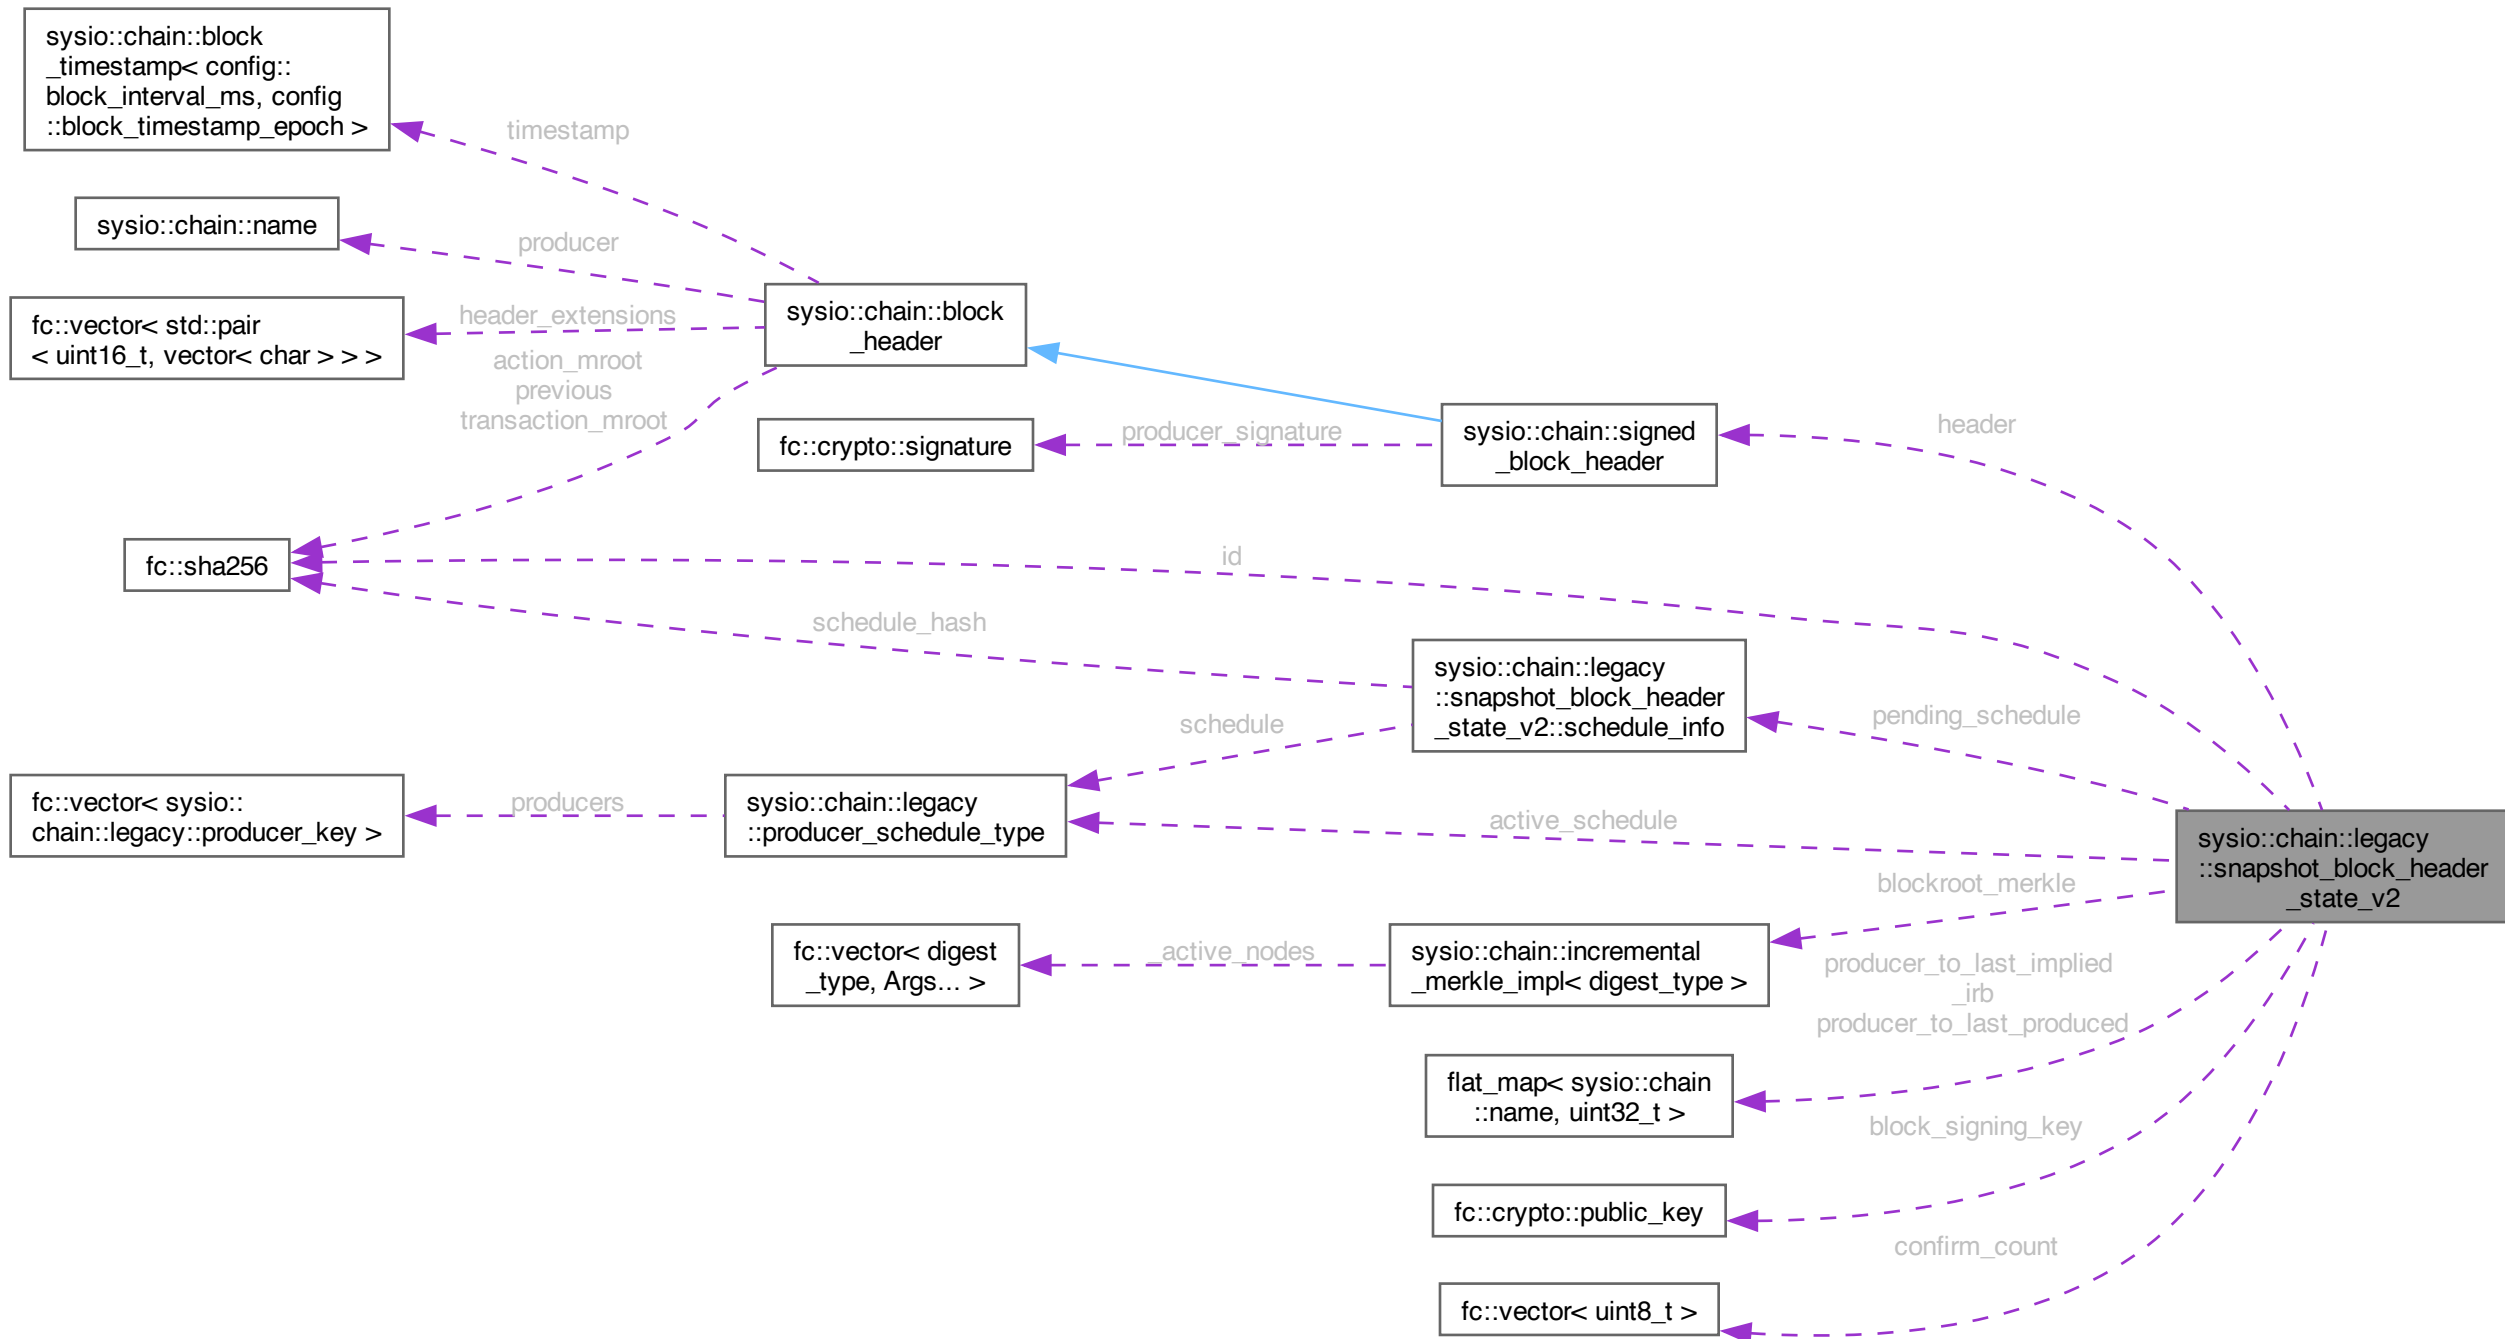 sysio::chain::block
_timestamp< config::
block_interval_ms, config
::block_timestamp_epoch >
timestamp
sysio::chain::name
producer
fc::vector< std::pair
< uint16_t, vector< char > > >
header_extensions
sysio::chain::block
_header
action_mroot
previous
transaction_mroot
fc::crypto::signature
producer_signature
sysio::chain::signed
_block_header
header
fc::sha256
id
schedule_hash
sysio::chain::legacy
::snapshot_block_header
_state_v2::schedule_info
pending_schedule
schedule
fc::vector< sysio::
chain::legacy::producer_key >
producers
sysio::chain::legacy
::producer_schedule_type
active_schedule
sysio::chain::legacy
::snapshot_block_header
_state_v2
blockroot_merkle
fc::vector< digest
_type, Args... >
_active_nodes
sysio::chain::incremental
_merkle_impl< digest_type >
producer_to_last_implied
_irb
producer_to_last_produced
flat_map< sysio::chain
::name, uint32_t >
block_signing_key
fc::crypto::public_key
confirm_count
fc::vector< uint8_t >